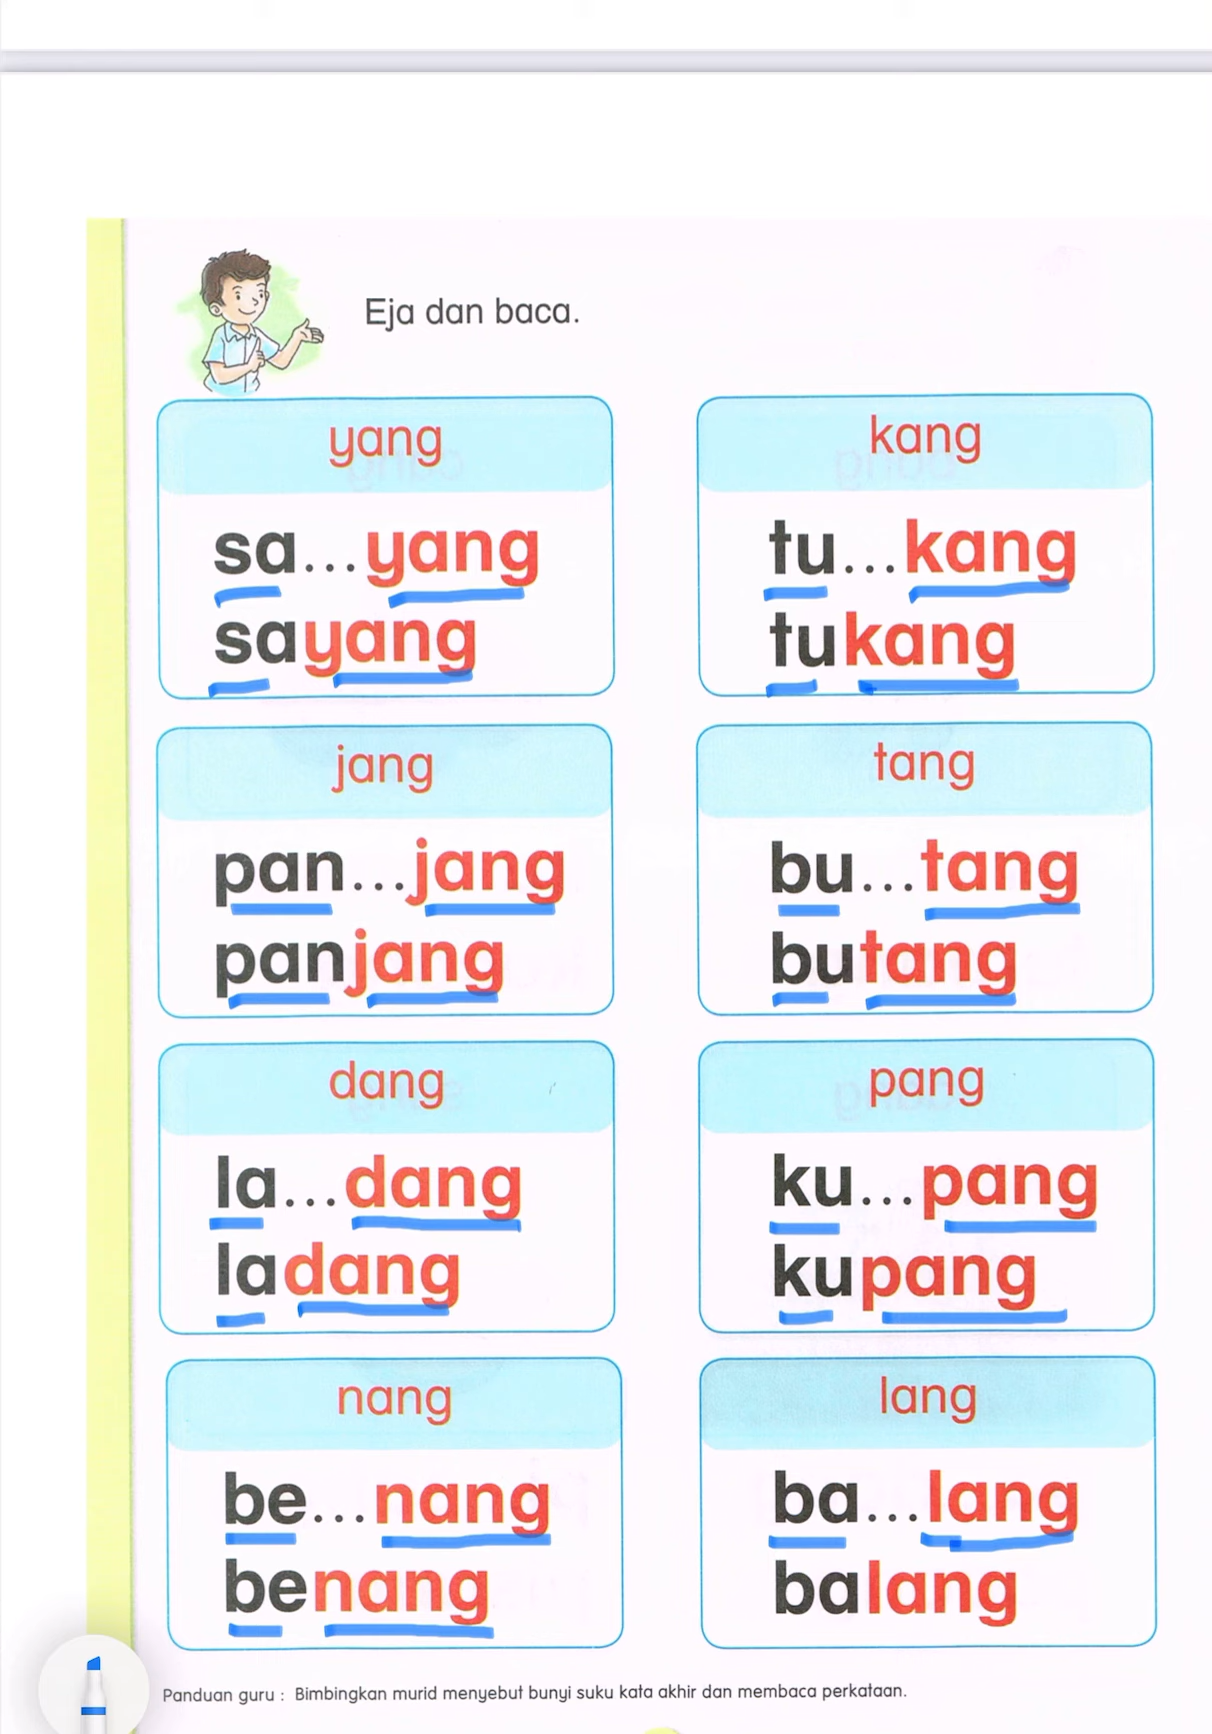 Eja dan baca.
yang
sa...yang
sayang
kang
tu...kang
tukang
jang
pan...jang
panjang
tang
bu...tang
butang
dang
la...dang
ladang
pang
ku...pang
kupang
nang
be...nang
benang
lang
ba...lang
balang
Panduan guru : Bimbingkan murid menyebut bunyi suku kata akhir dan membaca perkataan.